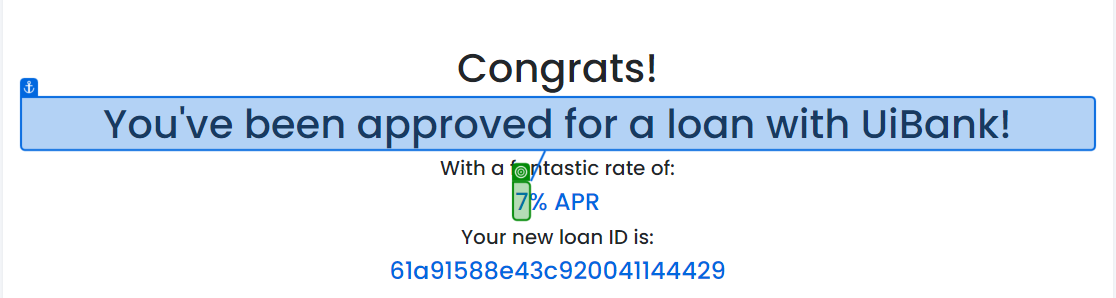 Congrats!
You've been approved for a loan with UiBank!
With a fantastic rate of:
7% APR
Your new loan ID is:
61a91588e43c920041144429